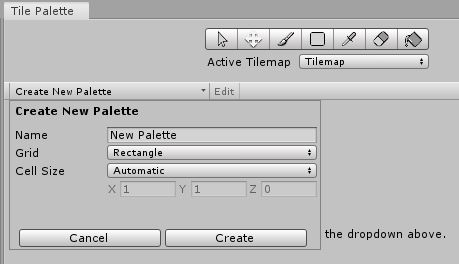 Tile Palette
Active Tilemap Tilemap
Create New Palette Edit
Create New Palette
Name New Palette
Grid Rectangle
Cell Size Automatic
X 1 Y 1 Z 0
Cancel Create
the dropdown above.